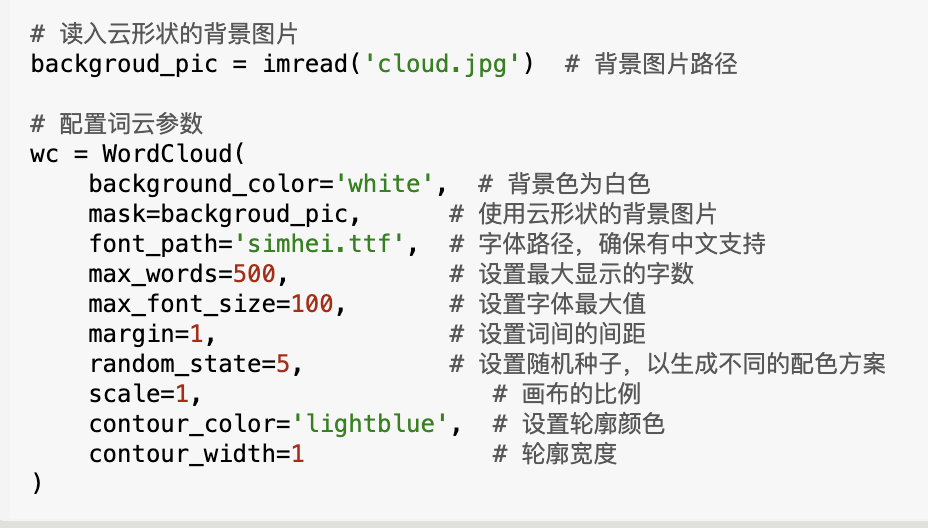 # 读入云形状的背景图片
backgroud_pic = imread('cloud.jpg')  # 背景图片路径

# 配置词云参数
wc = WordCloud(
    background_color='white',  # 背景色为白色
    mask=backgroud_pic,      # 使用云形状的背景图片
    font_path='simhei.ttf',  # 字体路径，确保有中文支持
    max_words=500,           # 设置最大显示的字数
    max_font_size=100,       # 设置字体最大值
    margin=1,                # 设置词间的间距
    random_state=5,          # 设置随机种子，以生成不同的配色方案
    scale=1,                    # 画布的比例
    contour_color='lightblue',  # 设置轮廓颜色
    contour_width=1             # 轮廓宽度
)